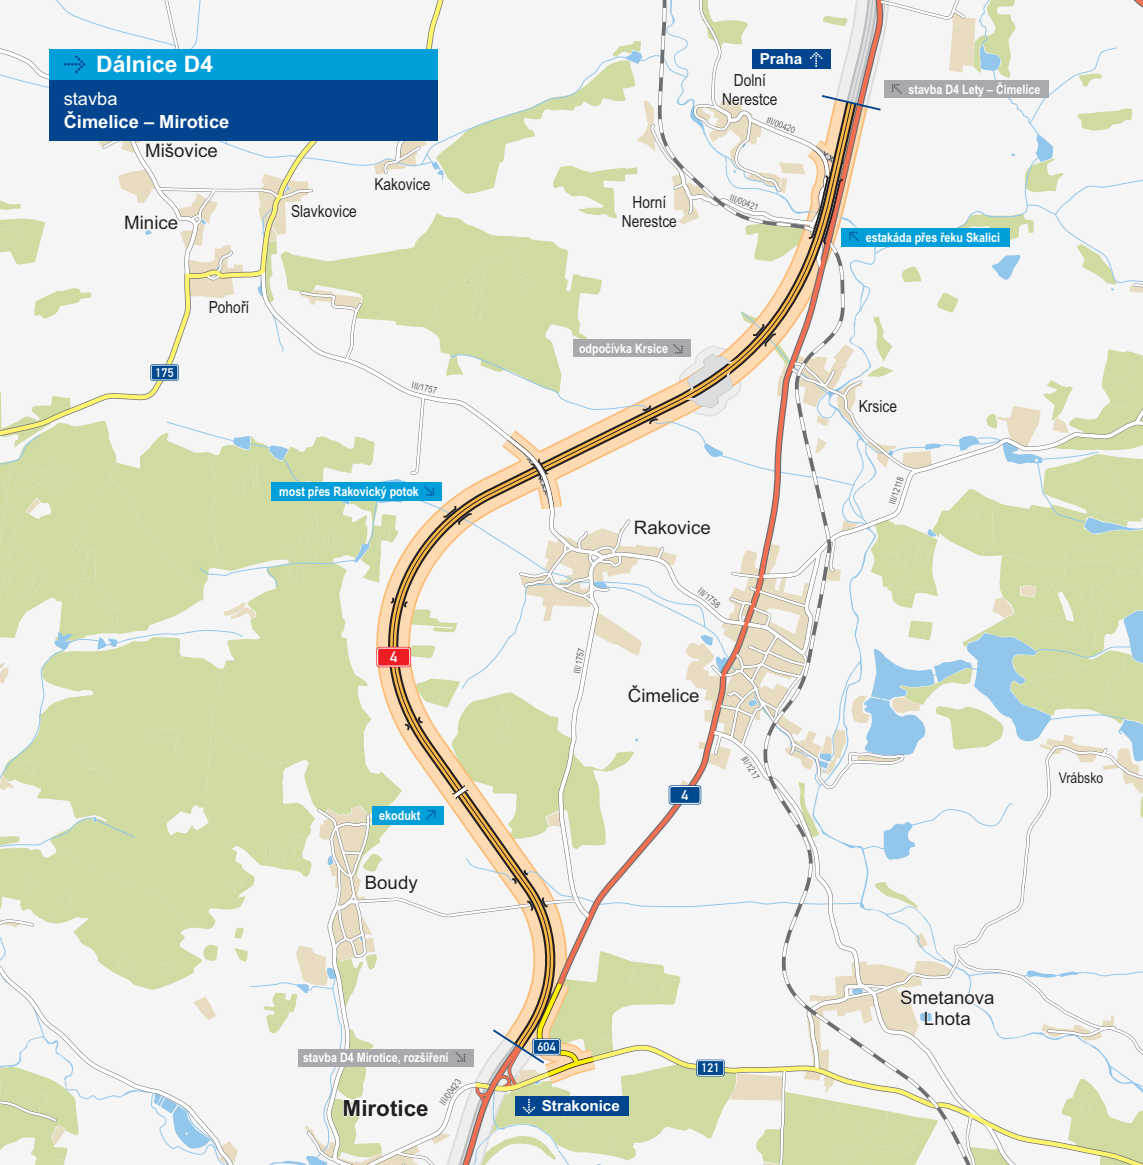 Dálnice D4
stavba
Čimelice – Mirotice
Praha
stavba D4 Lety – Čimelice
Dolní
Nerestce
III/00420
Mišovice
Kakovice
Minice
Slavkovice
Horní
Nerestce
III/00421
estakáda přes řeku Skalici
Pohoří
odpočívka Krsice
175
III/1757
Krsice
most přes Rakovický potok
III/12118
Rakovice
III/1758
4
III/1757
Čimelice
III/1217
Vrábsko
4
ekodukt
Boudy
Smetanova
Lhota
stavba D4 Mirotice, rozšíření
604
121
III/00423
Mirotice
Strakonice